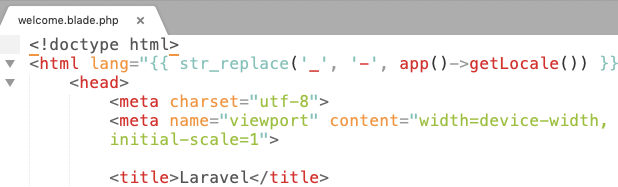 welcome.blade.php
<!doctype html>
<html lang="{{ str_replace('_', '-', app()->getLocale()) }}
<head>
<meta charset="utf-8">
<meta name="viewport" content="width=device-width,
initial-scale=1">
<title>Laravel</title>